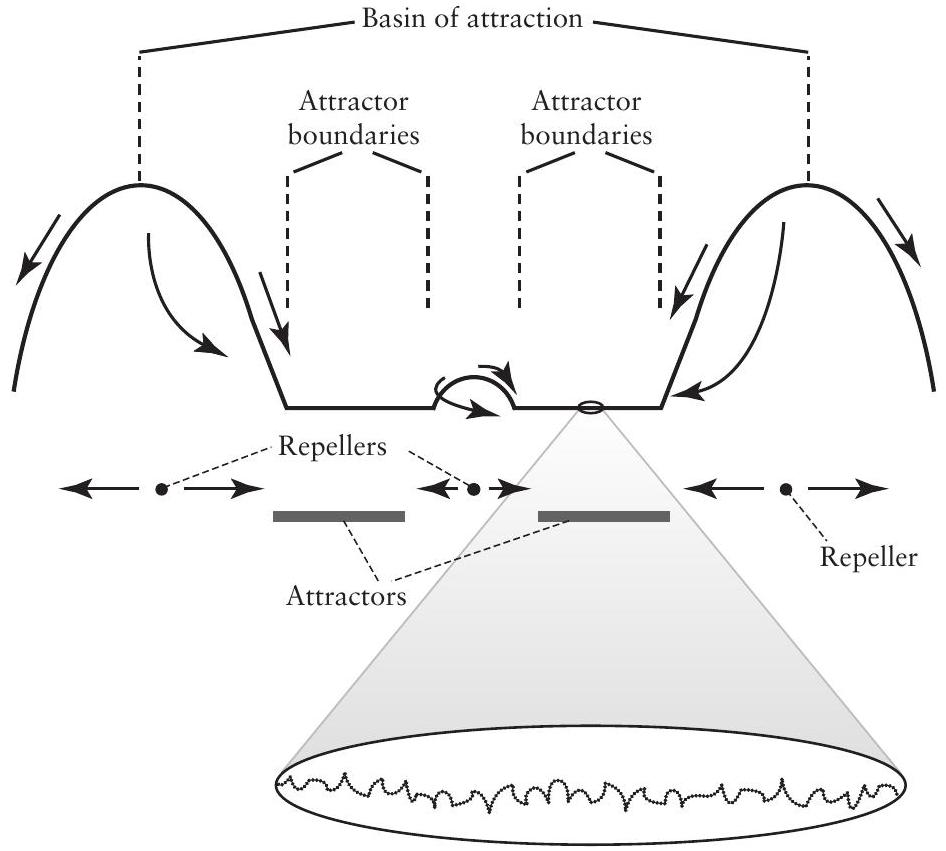 Basin of attraction
Attractor
boundaries
Attractor
boundaries
Repellers
Repeller
Attractors